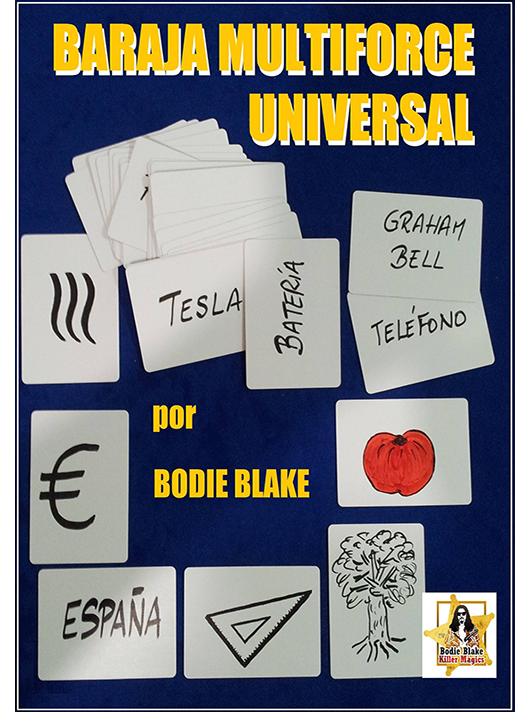 BARAJA MULTIFORCE
UNIVERSAL
GRAHAM
BELL
TESLA
BATERÍA
TELÉFONO
€
por
BODIE BLAKE
ESPAÑA
Bodie Blake
Killer Magics